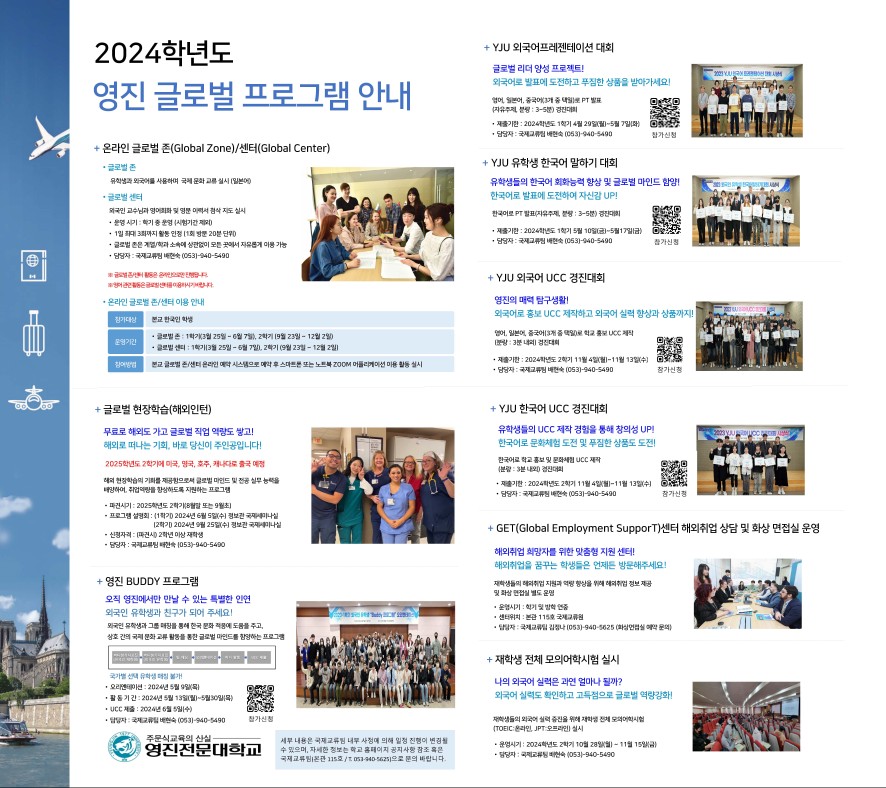 2024학년도
영진 글로벌 프로그램 안내
+ 온라인 글로벌 존(Global Zone)/센터(Global Center)
• 글로벌 존
유학생과 외국어를 사용하며 국제 문화 교류 실시 (일본어)
• 글로벌 센터
외국인 교수님과 영어회화 및 영문 이력서 첨삭 지도 실시
• 운영 시기 : 학기 중 운영 (시험기간 제외)
• 1일 최대 3회까지 활동 인정 (1회 방문 20분 단위)
• 글로벌 존은 계열/학과 소속에 상관없이 모든 곳에서 자유롭게 이용 가능
• 담당자 : 국제교류팀 배현숙 (053)-940-5490
※ 글로벌 존/센터 활동은 온라인으로만 진행됩니다.
※ 영어 관련 활동은 글로벌 센터를 이용하시기 바랍니다.
• 온라인 글로벌 존/센터 이용 안내
참가대상 본교 한국인 학생
운영기간 • 글로벌 존 : 1학기(3월 25일 ~ 6월 7일), 2학기 (9월 23일 ~ 12월 2일)
• 글로벌 센터 : 1학기(3월 25일 ~ 6월 7일), 2학기 (9월 23일 ~ 12월 2일)
참여방법 본교 글로벌 존/센터 온라인 예약 시스템으로 예약 후 스마트폰 또는 노트북 ZOOM 어플리케이션 이용 활동 실시
+ 글로벌 현장학습(해외인턴)
무료로 해외도 가고 글로벌 직업 역량도 쌓고!
해외로 떠나는 기회, 바로 당신이 주인공입니다!
2025학년도 2학기에 미국, 영국, 호주, 캐나다로 출국 예정
해외 현장학습의 기회를 제공함으로써 글로벌 마인드 및 전공 실무 능력을
배양하여, 취업역량을 향상하도록 지원하는 프로그램
• 파견시기 : 2025학년도 2학기(8월말 또는 9월초)
• 프로그램 설명회 : (1학기) 2024년 6월 5일(수) 정보관 국제세미나실
(2학기) 2024년 9월 25일(수) 정보관 국제세미나실
• 신청자격 : (파견시) 2학년 이상 재학생
• 담당자 : 국제교류팀 배현숙 (053)-940-5490
+ 영진 BUDDY 프로그램
오직 영진에서만 만날 수 있는 특별한 인연
외국인 유학생과 친구가 되어 주세요!
외국인 유학생과 그룹 매칭을 통해 한국 문화 적응에 도움을 주고,
상호 간의 국제 문화 교류 활동을 통한 글로벌 마인드를 함양하는 프로그램
국가별 선택 유학생 매칭 불가!
• 오리엔테이션 : 2024년 5월 9일(목)
• 활 동 기 간 : 2024년 5월 13일(월)~5월30일(목)
• UCC 제출 : 2024년 6월 5일(수)
• 담당자 : 국제교류팀 배현숙 (053)-940-5490
참가신청
주문식교육의 산실
영진전문대학교
세부 내용은 국제교류팀 내부 사정에 의해 일정 진행이 변경될
수 있으며, 자세한 정보는 학교 홈페이지 공지사항 참조 혹은
국제교류팀(본관 115호 / T. 053-940-5625)으로 문의 바랍니다.
+ YJU 외국어프레젠테이션 대회
글로벌 리더 양성 프로젝트!
외국어로 발표에 도전하고 푸짐한 상품을 받아가세요!
영어, 일본어, 중국어(3개 중 택일)로 PT 발표
(자유주제, 분량 : 3~5분) 경진대회
• 제출기한 : 2024학년도 1학기 4월 29일(월)~5월 7일(화)
• 담당자 : 국제교류팀 배현숙 (053)-940-5490
참가신청
+ YJU 유학생 한국어 말하기 대회
유학생들의 한국어 회화능력 향상 및 글로벌 마인드 함양!
한국어로 발표에 도전하여 자신감 UP!
한국어로 PT 발표(자유주제, 분량 : 3~5분) 경진대회
• 제출기한 : 2024학년도 1학기 5월 10일(금)~5월17일(금)
• 담당자 : 국제교류팀 배현숙 (053)-940-5490
참가신청
+ YJU 외국어 UCC 경진대회
영진의 매력 탐구생활!
외국어로 홍보 UCC 제작하고 외국어 실력 향상과 상품까지!
영어, 일본어, 중국어(3개 중 택일)로 학교 홍보 UCC 제작
(분량 : 3분 내외) 경진대회
• 제출기한 : 2024학년도 2학기 11월 4일(월)~11월 13일(수)
• 담당자 : 국제교류팀 배현숙 (053)-940-5490
참가신청
+ YJU 한국어 UCC 경진대회
유학생들의 UCC 제작 경험을 통해 창의성 UP!
한국어로 문화체험 도전 및 푸짐한 상품도 도전!
한국어로 학교 홍보 및 문화체험 UCC 제작
(분량 : 3분 내외) 경진대회
• 제출기한 : 2024학년도 2학기 11월 4일(월)~11월 13일(수)
• 담당자 : 국제교류팀 배현숙 (053)-940-5490
참가신청
+ GET(Global Employment SupporT)센터 해외취업 상담 및 화상 면접실 운영
해외취업 희망자를 위한 맞춤형 지원 센터!
해외취업을 꿈꾸는 학생들은 언제든 방문해주세요!
재학생들의 해외취업 지원과 역량 향상을 위해 해외취업 정보 제공
및 화상 면접실 별도 운영
• 운영시기 : 학기 및 방학 연중
• 센터위치 : 본관 115호 국제교류원
• 담당자 : 국제교류팀 김정나 (053)-940-5625 (화상면접실 예약 문의)
+ 재학생 전체 모의어학시험 실시
나의 외국어 실력은 과연 얼마나 될까?
외국어 실력도 확인하고 고득점으로 글로벌 역량강화!
재학생들의 외국어 실력 증진을 위해 재학생 전체 모의어학시험
(TOEIC:온라인, JPT:오프라인) 실시
• 운영시기 : 2024학년도 2학기 10월 28일(월) ~ 11월 15일(금)
• 담당자 : 국제교류팀 배현숙 (053)-940-5490